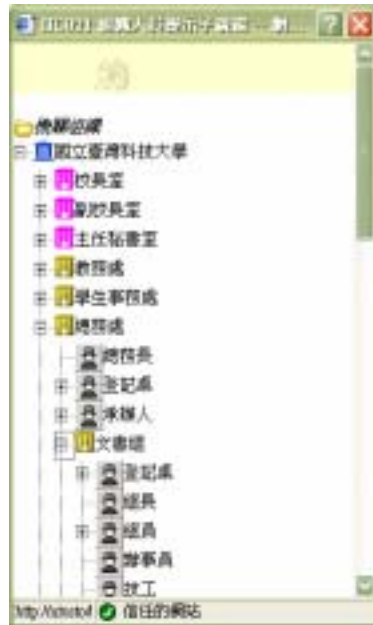 機關組織
國立臺灣科技大學
校長室
副校長室
主任秘書室
教務處
學生事務處
總務處
總務長
登記桌
承辦人
文書組
登記桌
組長
組員
辦事員
技工
信任的網站